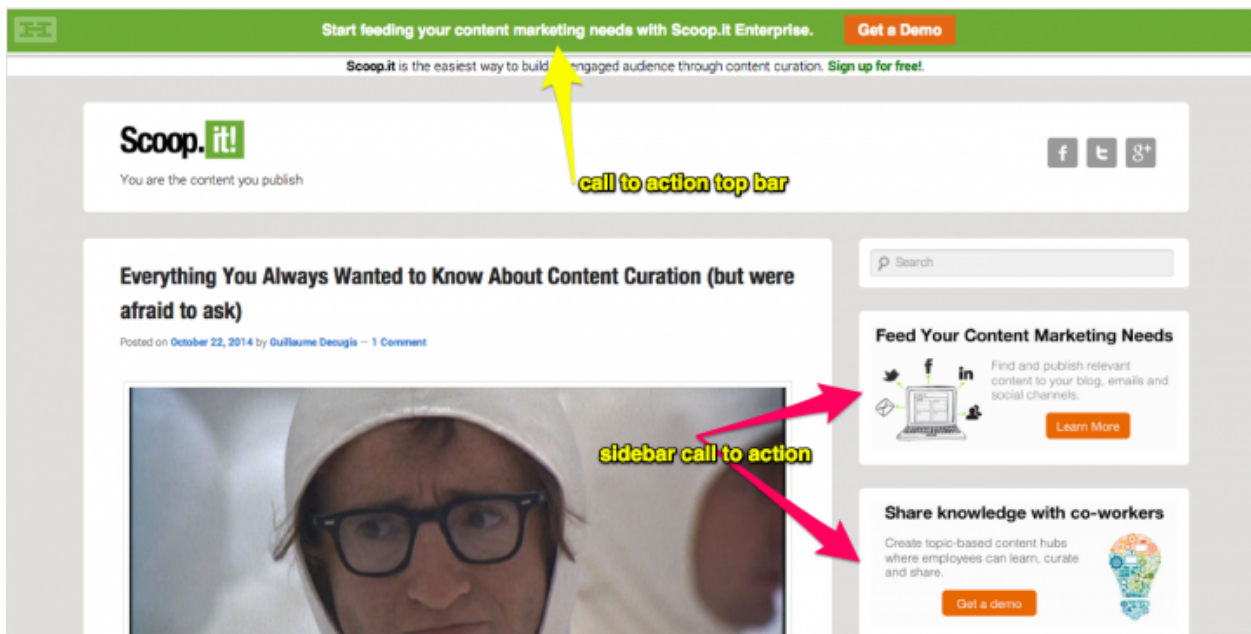 Start feeding your content marketing needs with Scoop.it Enterprise. Get a Demo
Scoop.it is the easiest way to build engaged audience through content curation. Sign up for free!.
Scoop.it!
You are the content you publish
f t g+
call to action top bar
Everything You Always Wanted to Know About Content Curation (but were
afraid to ask)
Posted on October 22, 2014 by Guillaume Decugis — 1 Comment
Search
Feed Your Content Marketing Needs
f in
Find and publish relevant
content to your blog, emails and
social channels.
Learn More
sidebar call to action
Share knowledge with co-workers
Create topic-based content hubs
where employees can learn, curate
and share.
Get a demo